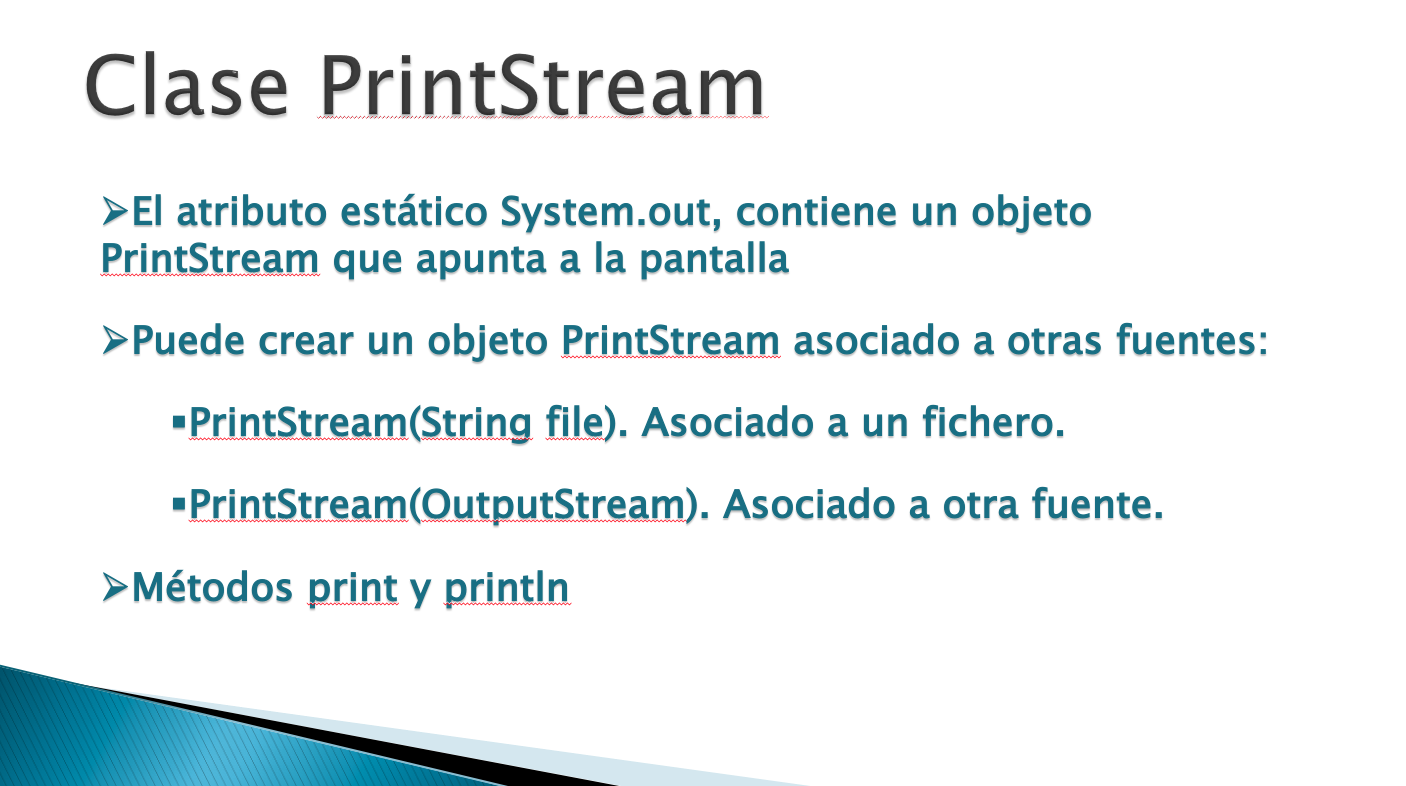 Clase PrintStream
➢El atributo estático System.out, contiene un objeto
PrintStream que apunta a la pantalla
➢Puede crear un objeto PrintStream asociado a otras fuentes:
▪PrintStream(String file). Asociado a un fichero.
▪PrintStream(OutputStream). Asociado a otra fuente.
➢Métodos print y println